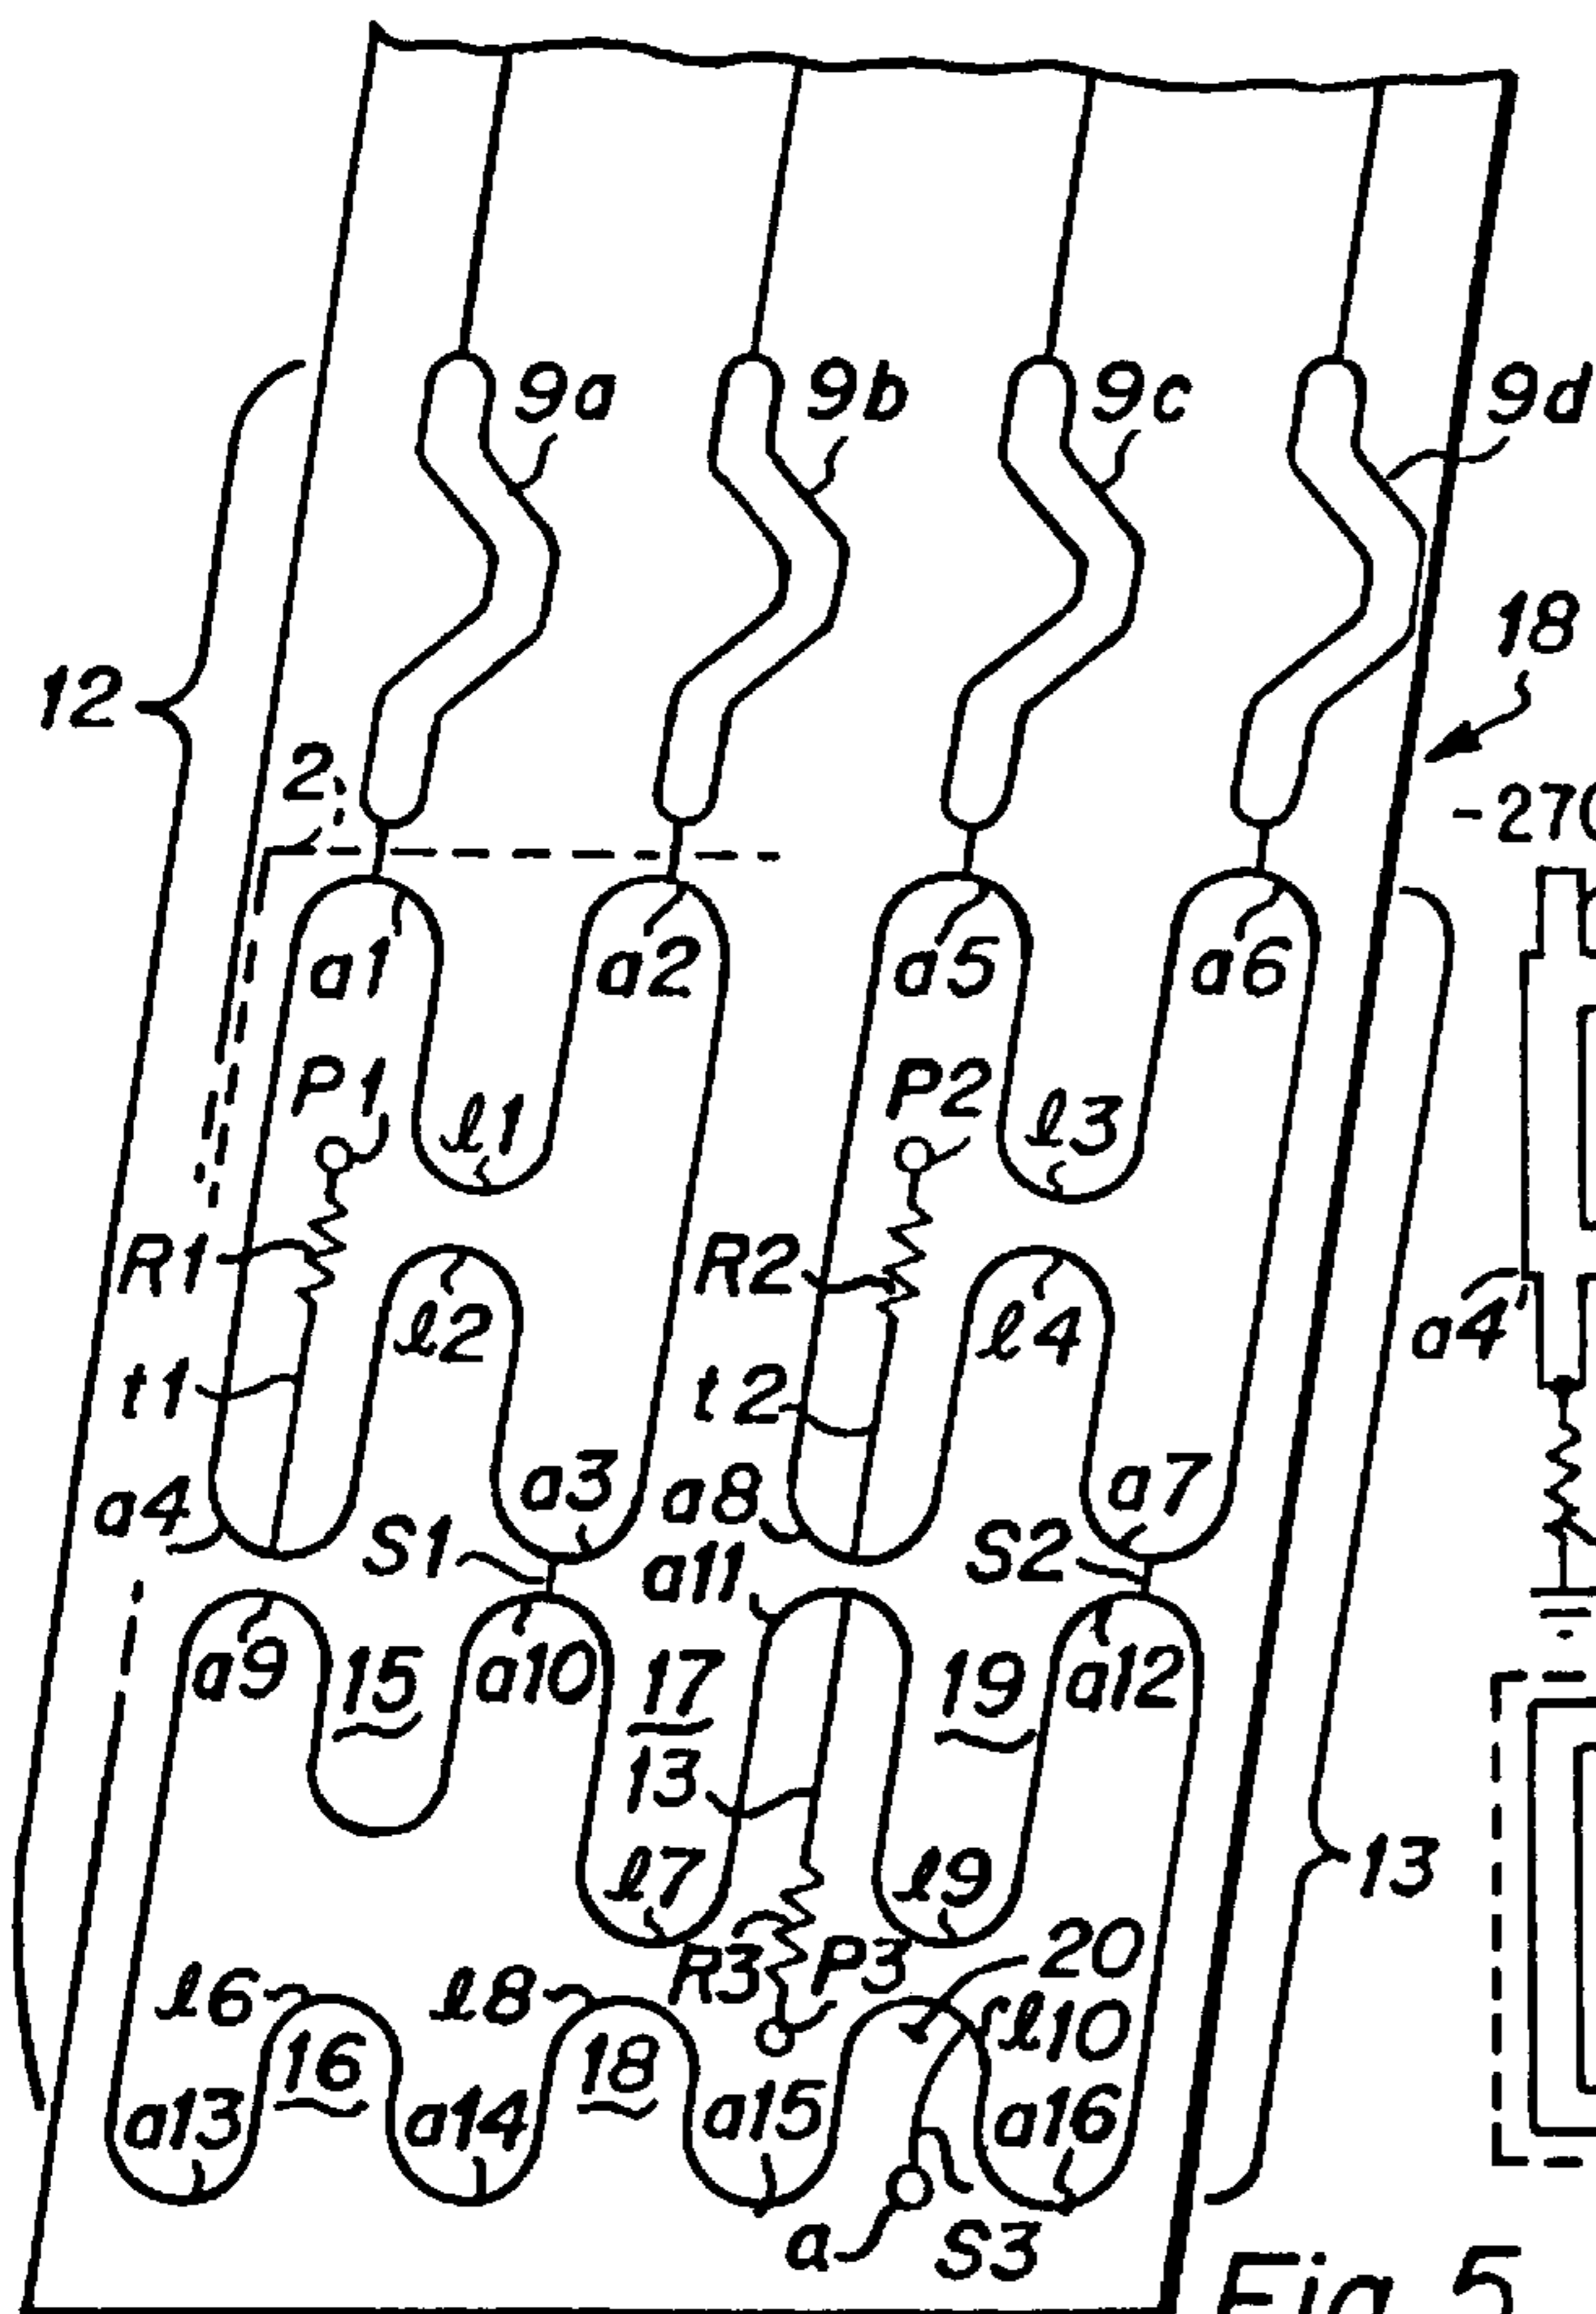 9a 9b 9c 9d
18
12
2
-270
a1 a2 a5 a6
P1 P2
l1 l3
R1 R2
l2 l4
a4'
t1 t2
a4 a3 a8 a7
S1 a11 S2
a9 15 a10 17 19 a12
13
13
l7 l9
R3 P3 20
l6 l8 l10
16 18
a13 a14 a15 a16
a S3
Fig 5